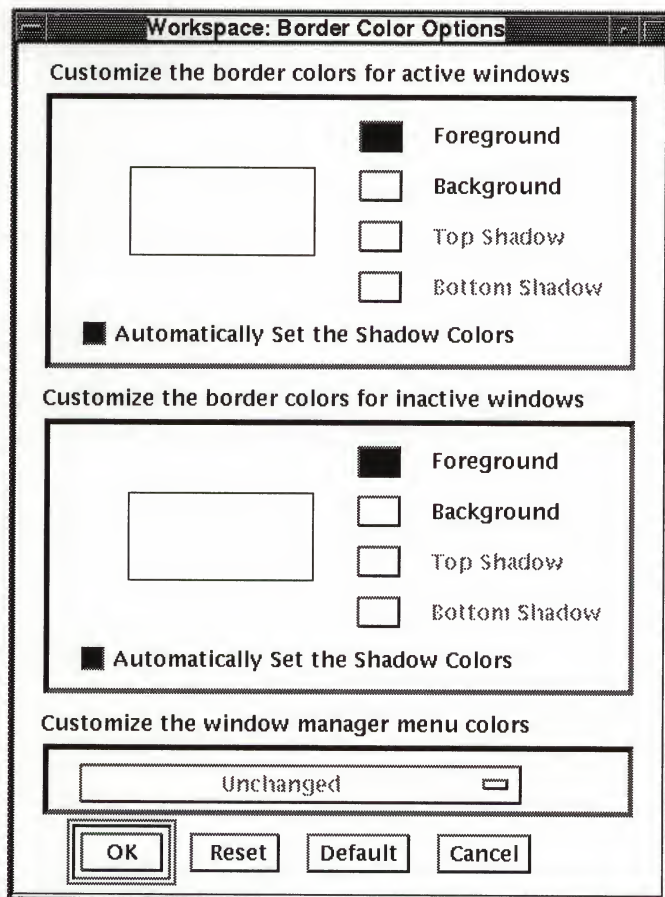 Workspace: Border Color Options
Customize the border colors for active windows
Foreground
Background
Top Shadow
Bottom Shadow
Automatically Set the Shadow Colors
Customize the border colors for inactive windows
Foreground
Background
Top Shadow
Bottom Shadow
Automatically Set the Shadow Colors
Customize the window manager menu colors
Unchanged
OK Reset Default Cancel